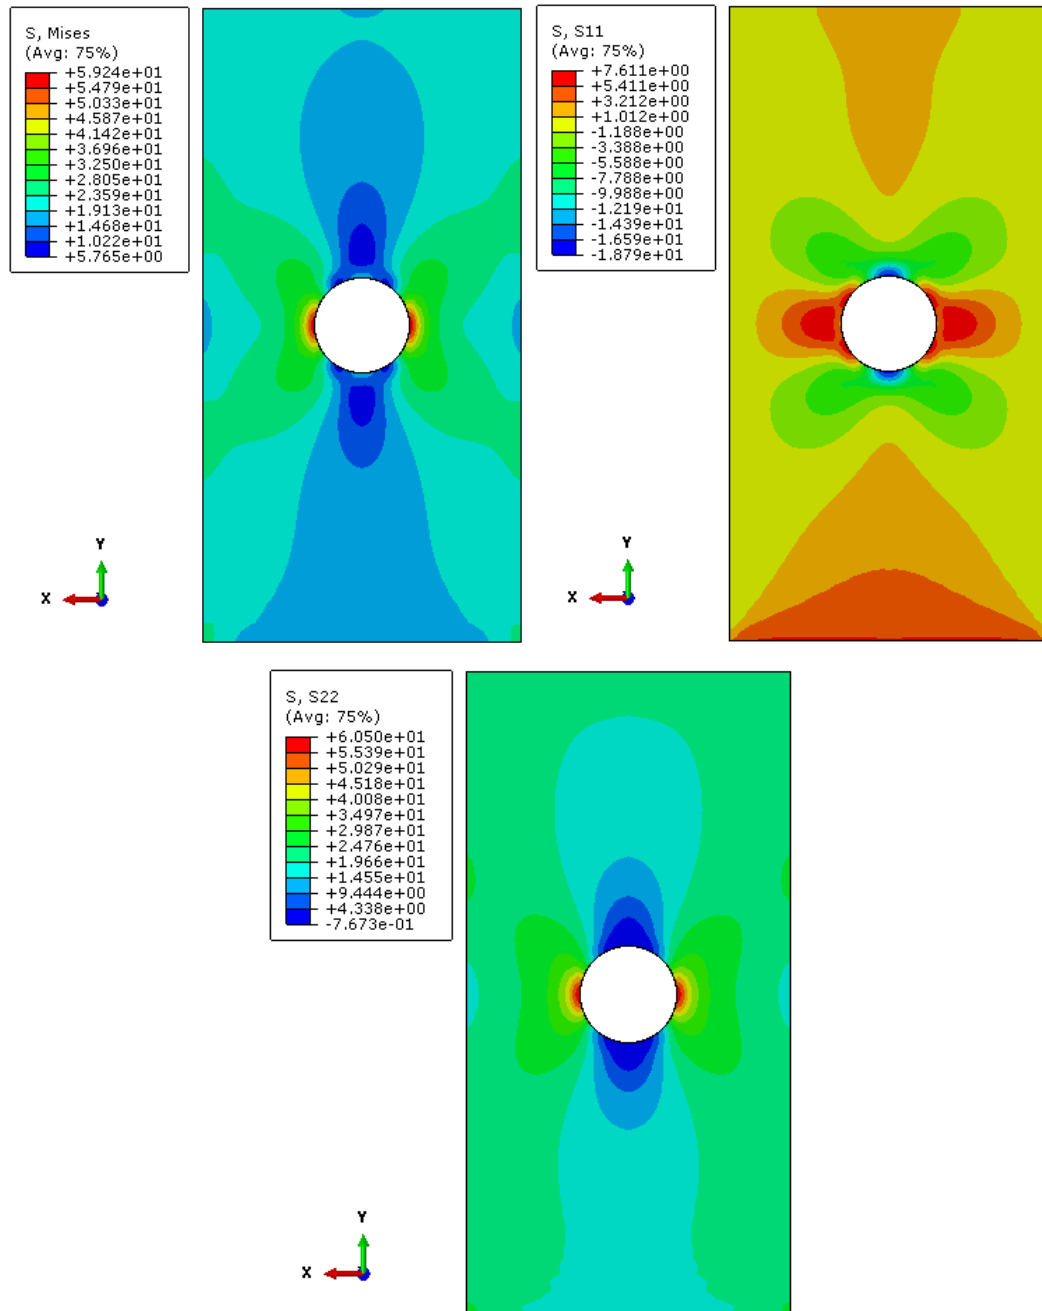 S, Mises
(Avg: 75%)
+5.924e+01
+5.479e+01
+5.033e+01
+4.587e+01
+4.142e+01
+3.696e+01
+3.250e+01
+2.805e+01
+2.359e+01
+1.913e+01
+1.468e+01
+1.022e+01
+5.765e+00
Y
X
S, S11
(Avg: 75%)
+7.611e+00
+5.411e+00
+3.212e+00
+1.012e+00
-1.188e+00
-3.388e+00
-5.588e+00
-7.788e+00
-9.988e+00
-1.219e+01
-1.439e+01
-1.659e+01
-1.879e+01
Y
X
S, S22
(Avg: 75%)
+6.050e+01
+5.539e+01
+5.029e+01
+4.518e+01
+4.008e+01
+3.497e+01
+2.987e+01
+2.476e+01
+1.966e+01
+1.455e+01
+9.444e+00
+4.338e+00
-7.673e-01
Y
X